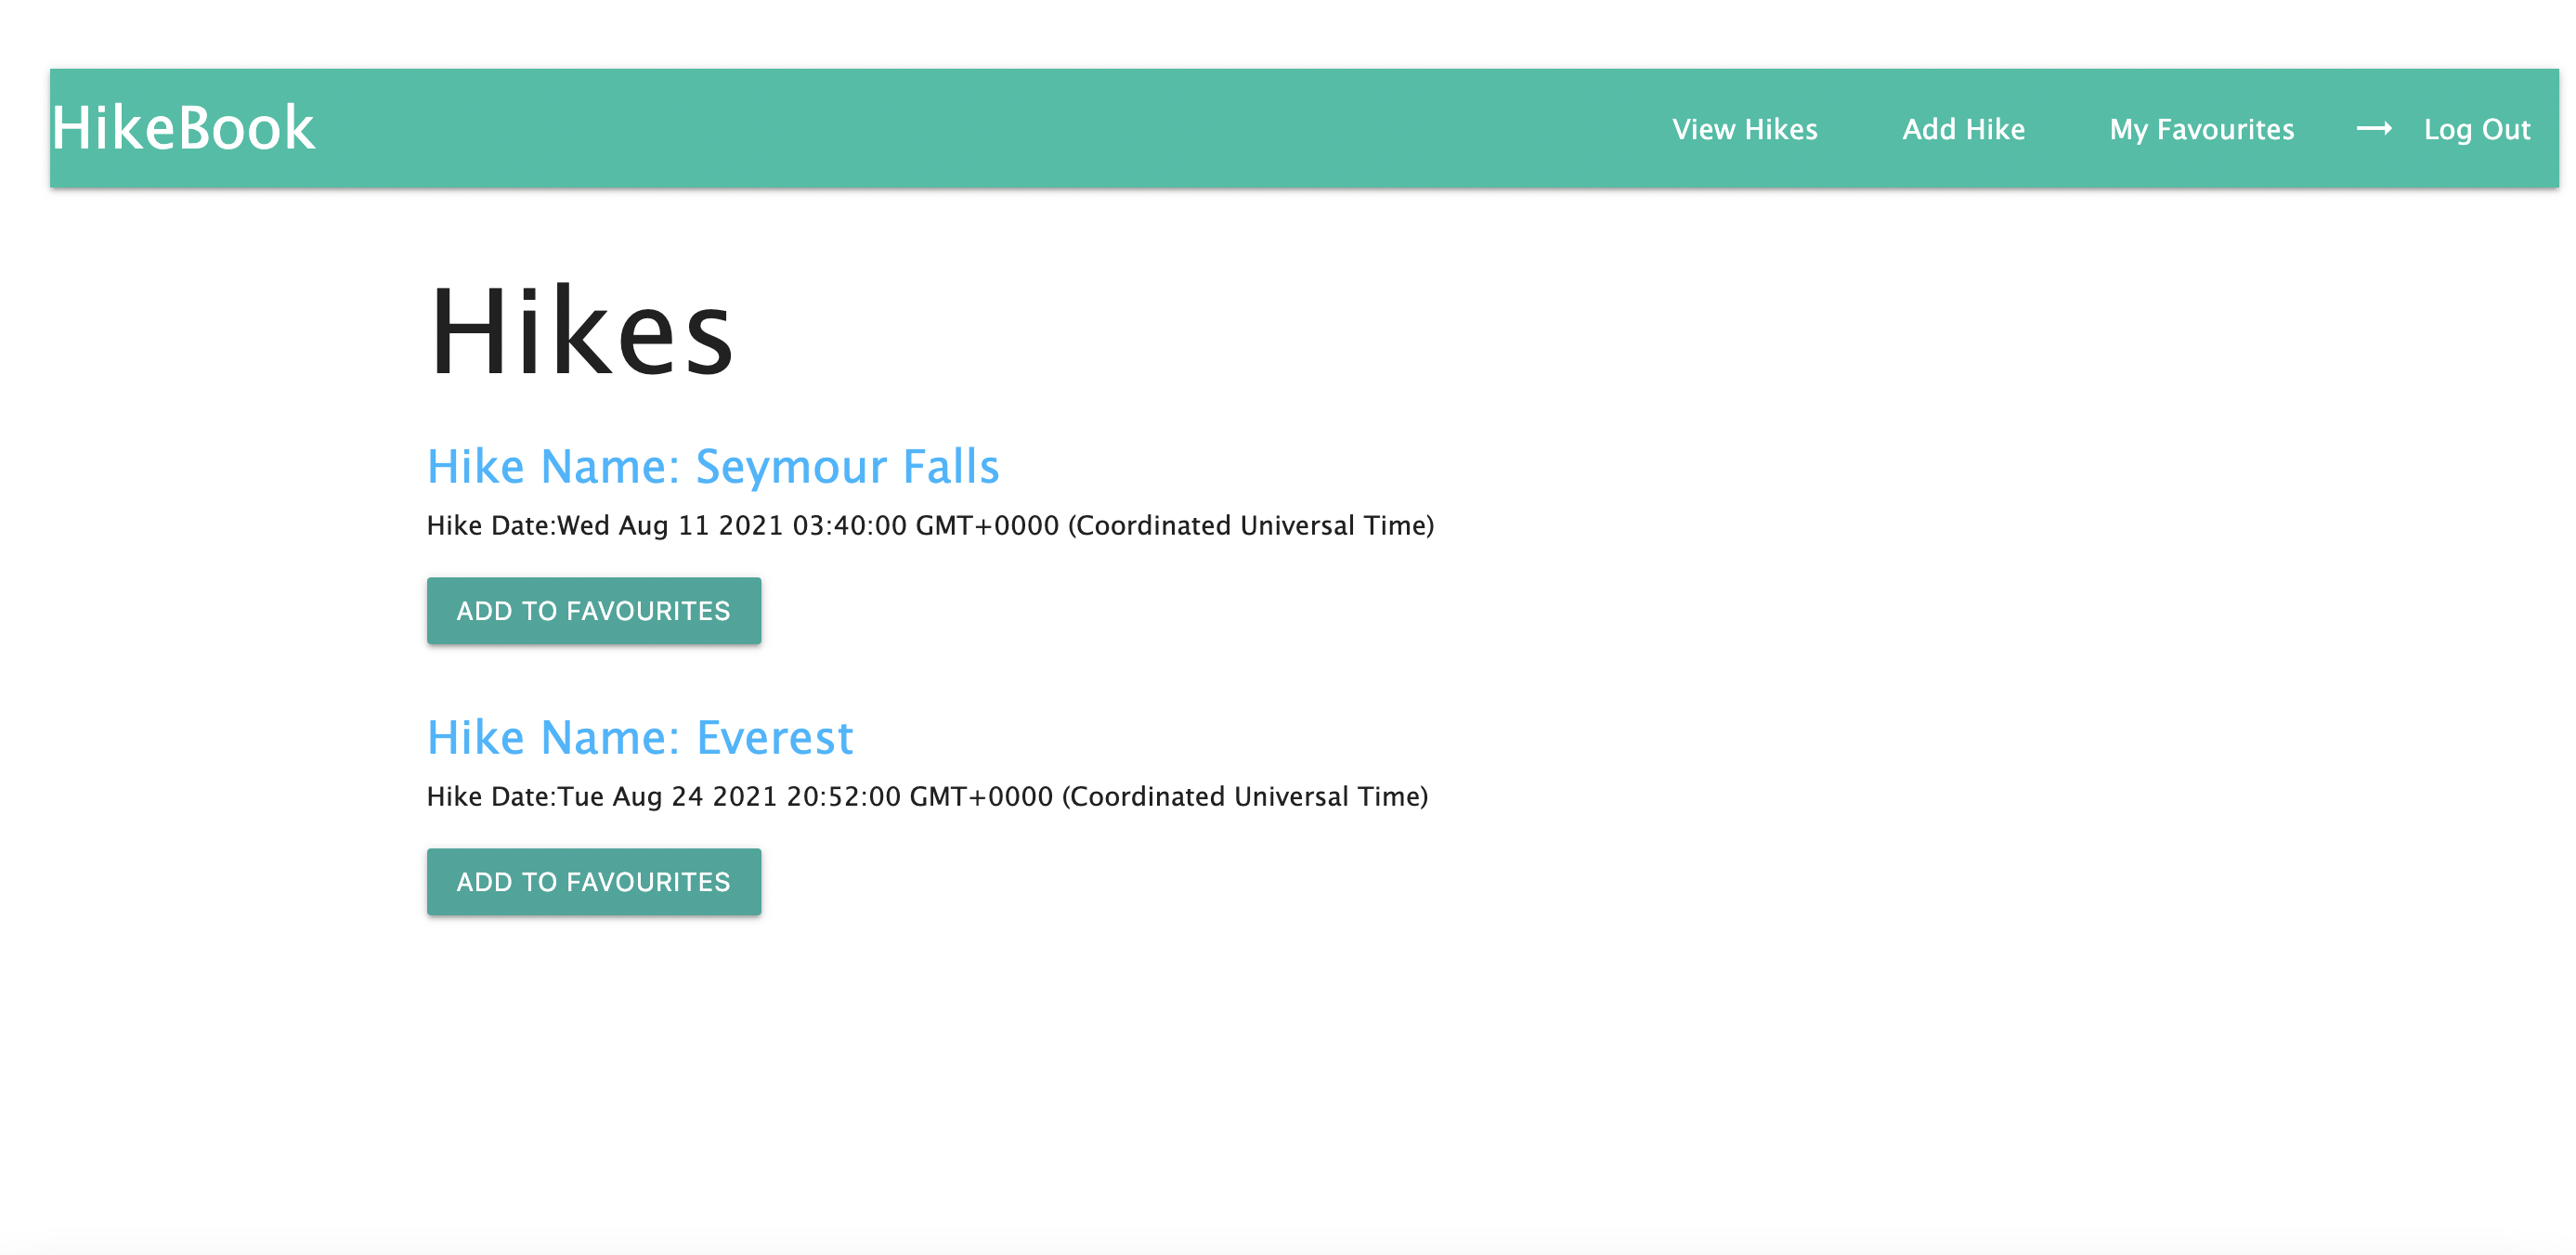 HikeBook
View Hikes Add Hike My Favourites → Log Out
Hikes
Hike Name: Seymour Falls
Hike Date:Wed Aug 11 2021 03:40:00 GMT+0000 (Coordinated Universal Time)
ADD TO FAVOURITES
Hike Name: Everest
Hike Date:Tue Aug 24 2021 20:52:00 GMT+0000 (Coordinated Universal Time)
ADD TO FAVOURITES